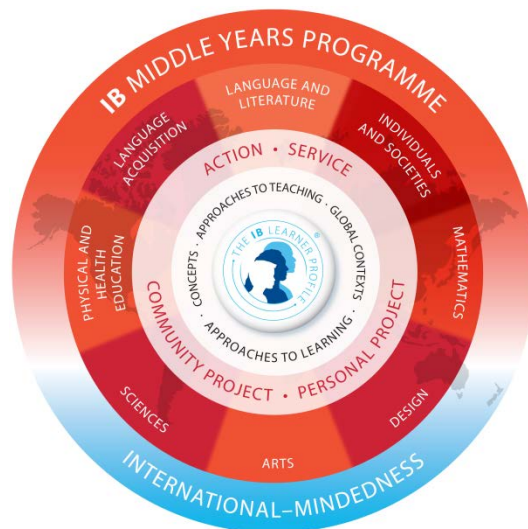 IB MIDDLE YEARS PROGRAMME
LANGUAGE AND
LITERATURE
LANGUAGE
ACQUISITION
INDIVIDUALS
AND SOCIETIES
PHYSICAL AND
HEALTH
EDUCATION
MATHEMATICS
SCIENCES
ARTS
DESIGN
ACTION • SERVICE
COMMUNITY PROJECT • PERSONAL PROJECT
CONCEPTS · APPROACHES TO TEACHING · GLOBAL CONTEXTS
· APPROACHES TO LEARNING ·
THE IB LEARNER PROFILE ®
INTERNATIONAL–MINDEDNESS